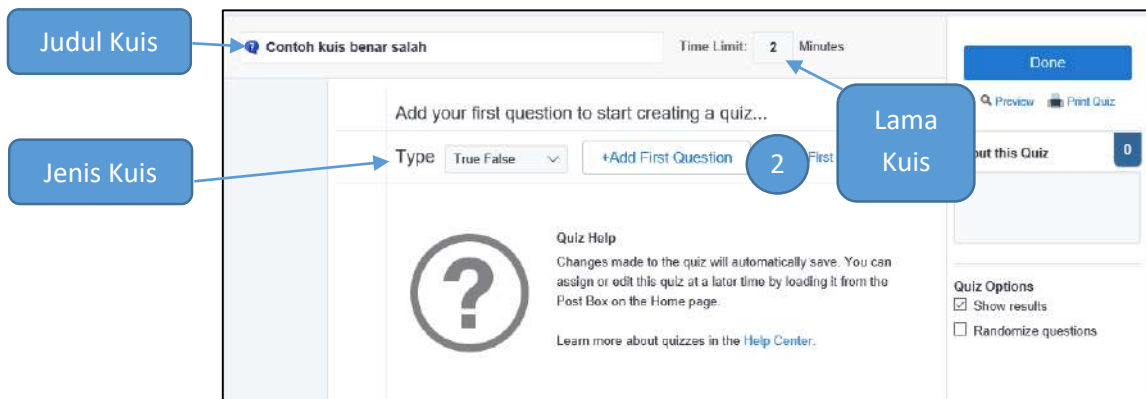 Judul Kuis
Contoh kuis benar salah
Time Limit: 2 Minutes
Done
Preview Print Quiz
Add your first question to start creating a quiz...
Lama
Kuis
Type True False +Add First Question 2 First
out this Quiz 0
Jenis Kuis
Quiz Help
Changes made to the quiz will automatically save. You can
assign or edit this quiz at a later time by loading it from the
Post Box on the Home page.
Learn more about quizzes in the Help Center.
Quiz Options
Show results
Randomize questions